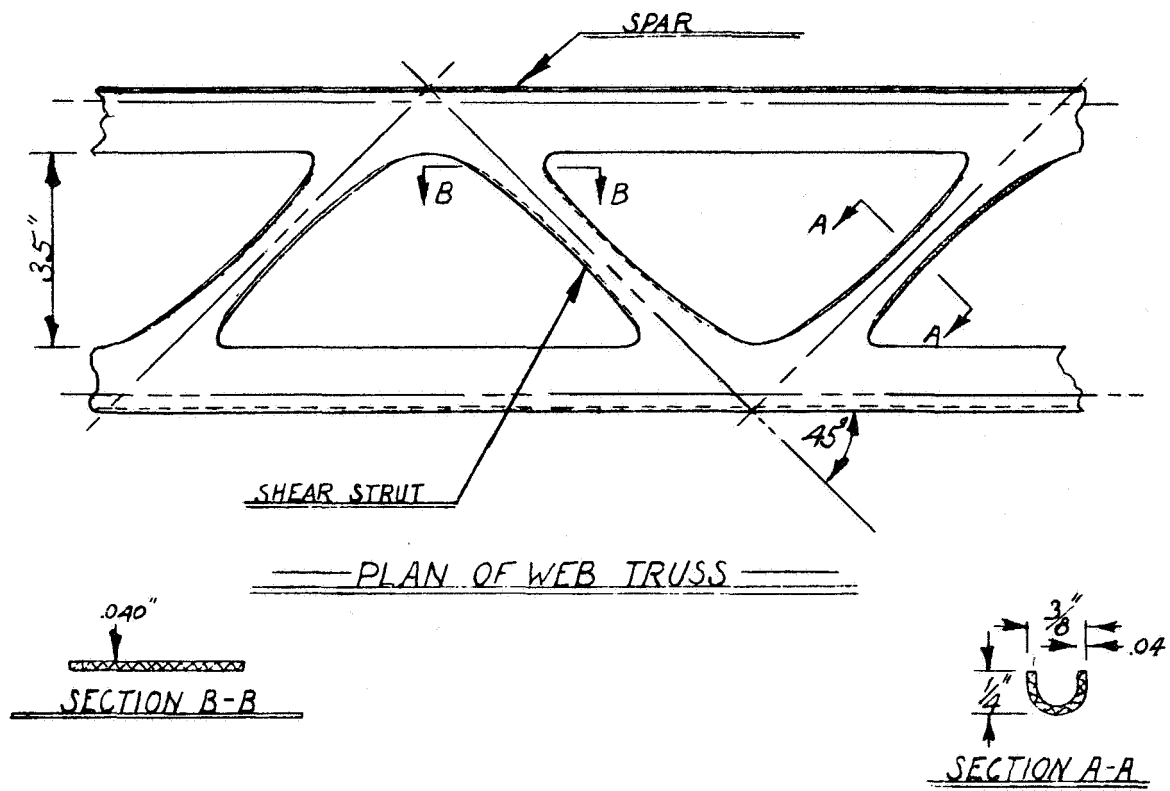 SPAR
B
B
A
3.5"
A
45°
SHEAR STRUT
PLAN OF WEB TRUSS
.040"
SECTION B-B
3/8"
.04
1/4"
SECTION A-A